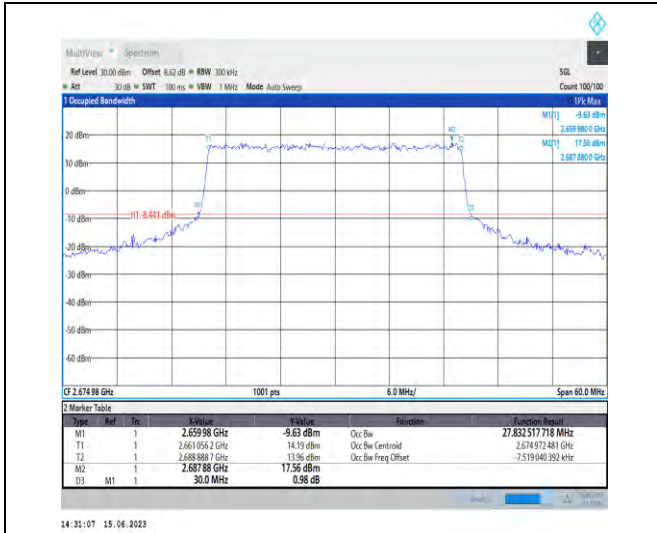 MultiView Spectrum
Ref Level 30.00 dBm Offset 8.62 dB RBW 300 kHz SGL
Att 30 dB SWT 100 ms VBW 1 MHz Mode Auto Sweep Count 100/100
1 Occupied Bandwidth 1Pk Max
M1[1] -9.63 dBm
2.659 980 0 GHz
M2[1] 17.56 dBm
2.687 880 0 GHz
M2
T1 T2
20 dBm
10 dBm
0 dBm
H1 -8.441 dBm
-10 dBm
-20 dBm
-30 dBm
-40 dBm
-50 dBm
-60 dBm
CF 2.674 98 GHz 1001 pts 6.0 MHz/ Span 60.0 MHz
2 Marker Table
Type Ref Trc X-Value Y-Value Function Function Result
M1 1 2.659 98 GHz -9.63 dBm Occ Bw 27.832 517 718 MHz
T1 1 2.661 056 2 GHz 14.19 dBm Occ Bw Centroid 2.674 972 481 GHz
T2 1 2.688 888 7 GHz 13.96 dBm Occ Bw Freq Offset -7.519 040 392 kHz
M2 1 2.687 88 GHz 17.56 dBm
D3 M1 1 30.0 MHz 0.98 dB
14:31:07 15.06.2023